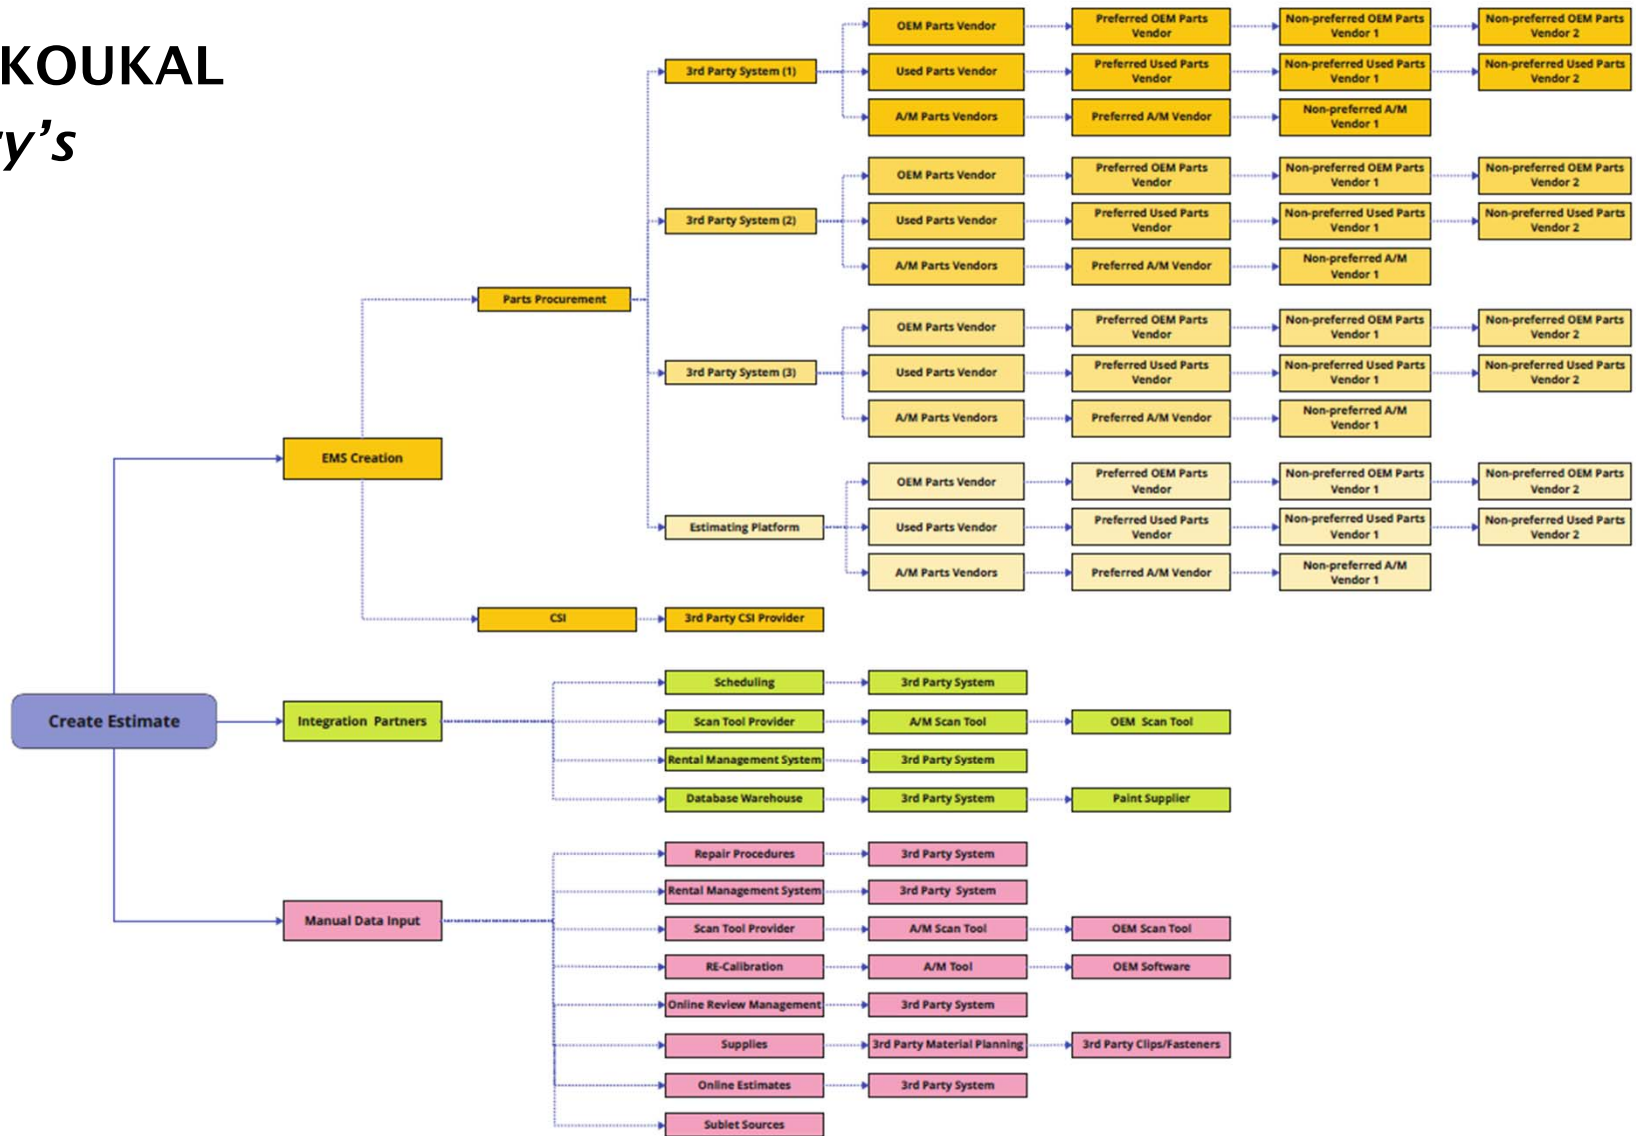 KOUKAL
y's
OEM Parts Vendor
Preferred OEM Parts
Vendor
Non-preferred OEM Parts
Vendor 1
Non-preferred OEM Parts
Vendor 2
3rd Party System (1)
Used Parts Vendor
Preferred Used Parts
Vendor
Non-preferred Used Parts
Vendor 1
Non-preferred Used Parts
Vendor 2
A/M Parts Vendors
Preferred A/M Vendor
Non-preferred A/M
Vendor 1
OEM Parts Vendor
Preferred OEM Parts
Vendor
Non-preferred OEM Parts
Vendor 1
Non-preferred OEM Parts
Vendor 2
3rd Party System (2)
Used Parts Vendor
Preferred Used Parts
Vendor
Non-preferred Used Parts
Vendor 1
Non-preferred Used Parts
Vendor 2
A/M Parts Vendors
Preferred A/M Vendor
Non-preferred A/M
Vendor 1
Parts Procurement
OEM Parts Vendor
Preferred OEM Parts
Vendor
Non-preferred OEM Parts
Vendor 1
Non-preferred OEM Parts
Vendor 2
3rd Party System (3)
Used Parts Vendor
Preferred Used Parts
Vendor
Non-preferred Used Parts
Vendor 1
Non-preferred Used Parts
Vendor 2
A/M Parts Vendors
Preferred A/M Vendor
Non-preferred A/M
Vendor 1
EMS Creation
OEM Parts Vendor
Preferred OEM Parts
Vendor
Non-preferred OEM Parts
Vendor 1
Non-preferred OEM Parts
Vendor 2
Estimating Platform
Used Parts Vendor
Preferred Used Parts
Vendor
Non-preferred Used Parts
Vendor 1
Non-preferred Used Parts
Vendor 2
A/M Parts Vendors
Preferred A/M Vendor
Non-preferred A/M
Vendor 1
CSI
3rd Party CSI Provider
Create Estimate
Integration Partners
Scheduling
3rd Party System
Scan Tool Provider
A/M Scan Tool
OEM Scan Tool
Rental Management System
3rd Party System
Database Warehouse
3rd Party System
Paint Supplier
Manual Data Input
Repair Procedures
3rd Party System
Rental Management System
3rd Party System
Scan Tool Provider
A/M Scan Tool
OEM Scan Tool
RE-Calibration
A/M Tool
OEM Software
Online Review Management
3rd Party System
Supplies
3rd Party Material Planning
3rd Party Clips/Fasteners
Online Estimates
3rd Party System
Sublet Sources